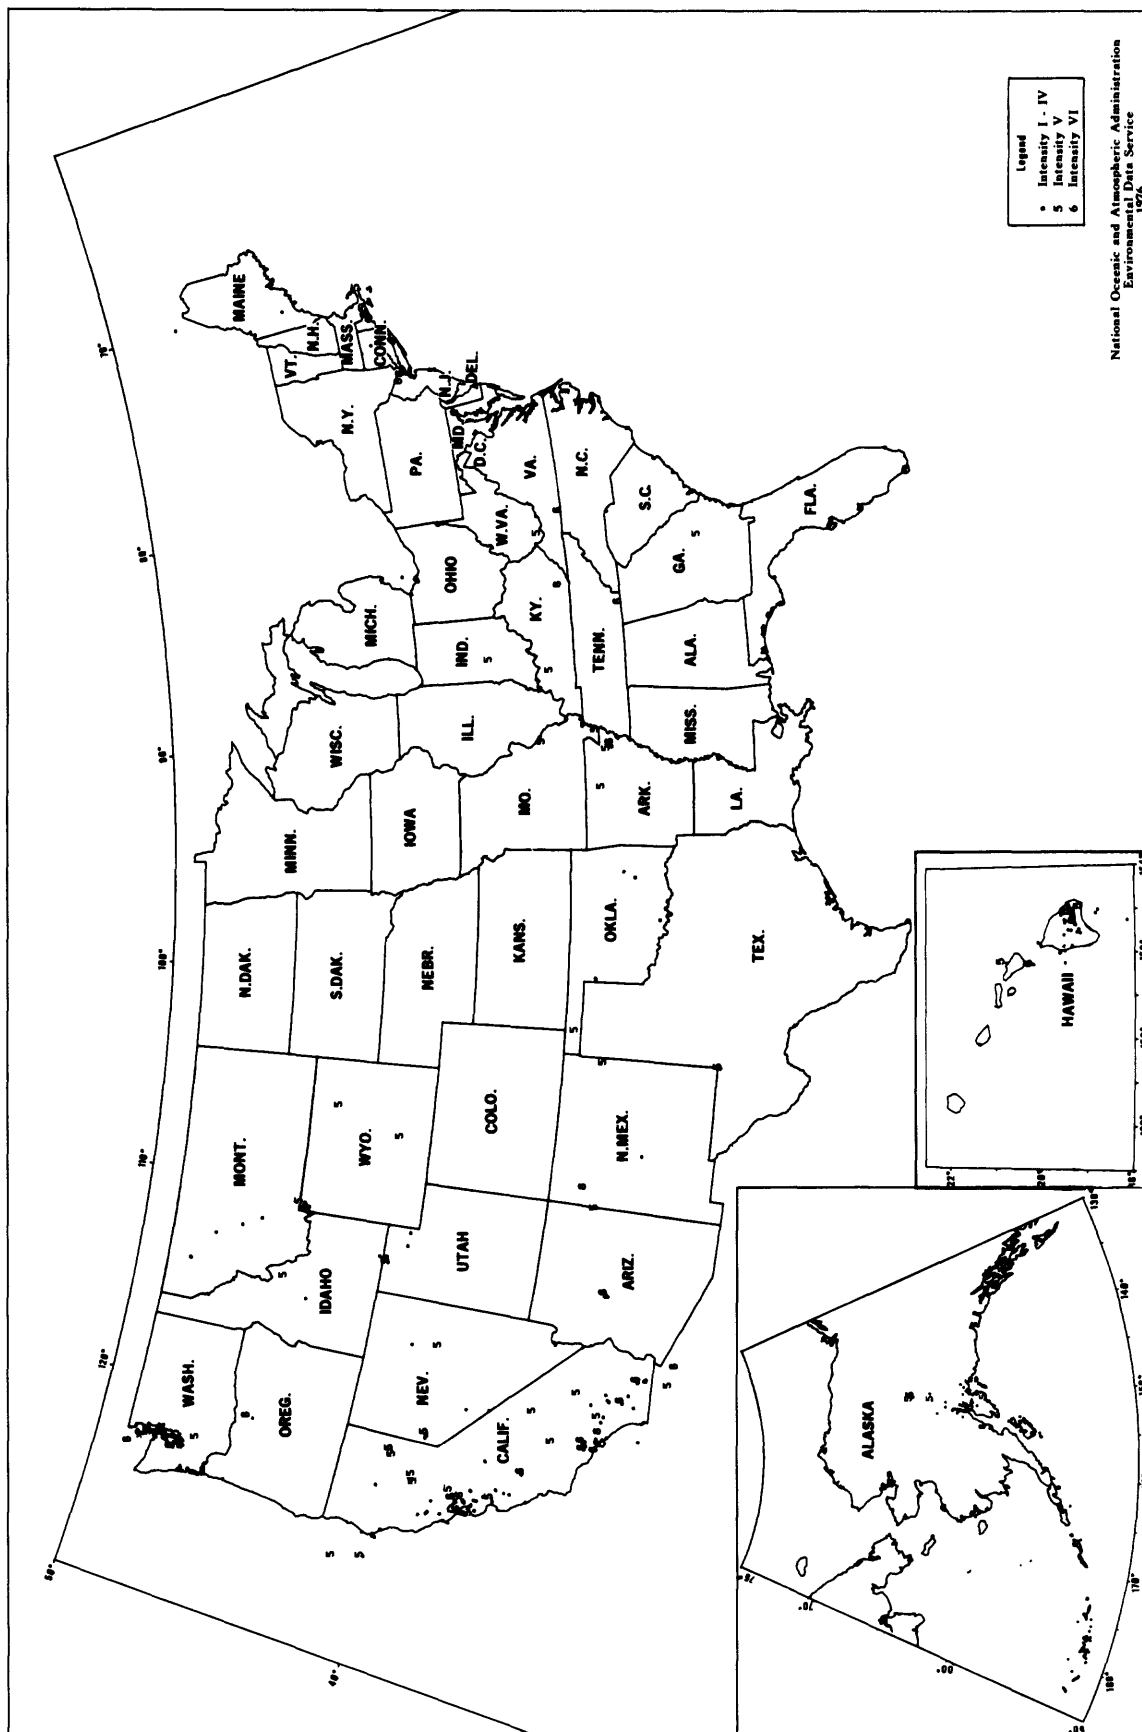 WASH.
OREG.
CALIF.
NEV.
IDAHO
MONT.
WYO.
UTAH
ARIZ.
COLO.
N.MEX.
N.DAK.
S.DAK.
NEBR.
KANS.
OKLA.
TEX.
MINN.
IOWA
MO.
ARK.
LA.
WISC.
ILL.
MICH.
IND.
OHIO
KY.
TENN.
MISS.
ALA.
GA.
FLA.
S.C.
N.C.
VA.
W.VA.
D.C.
MD.
DEL.
PA.
N.J.
N.Y.
CONN.
MASS.
VT.
N.H.
MAINE
ALASKA
HAWAII
120°
110°
100°
90°
80°
70°
50°
40°
Legend
Intensity I - IV
5 Intensity V
6 Intensity VI
National Oceanic and Atmospheric Administration
Environmental Data Service
1976